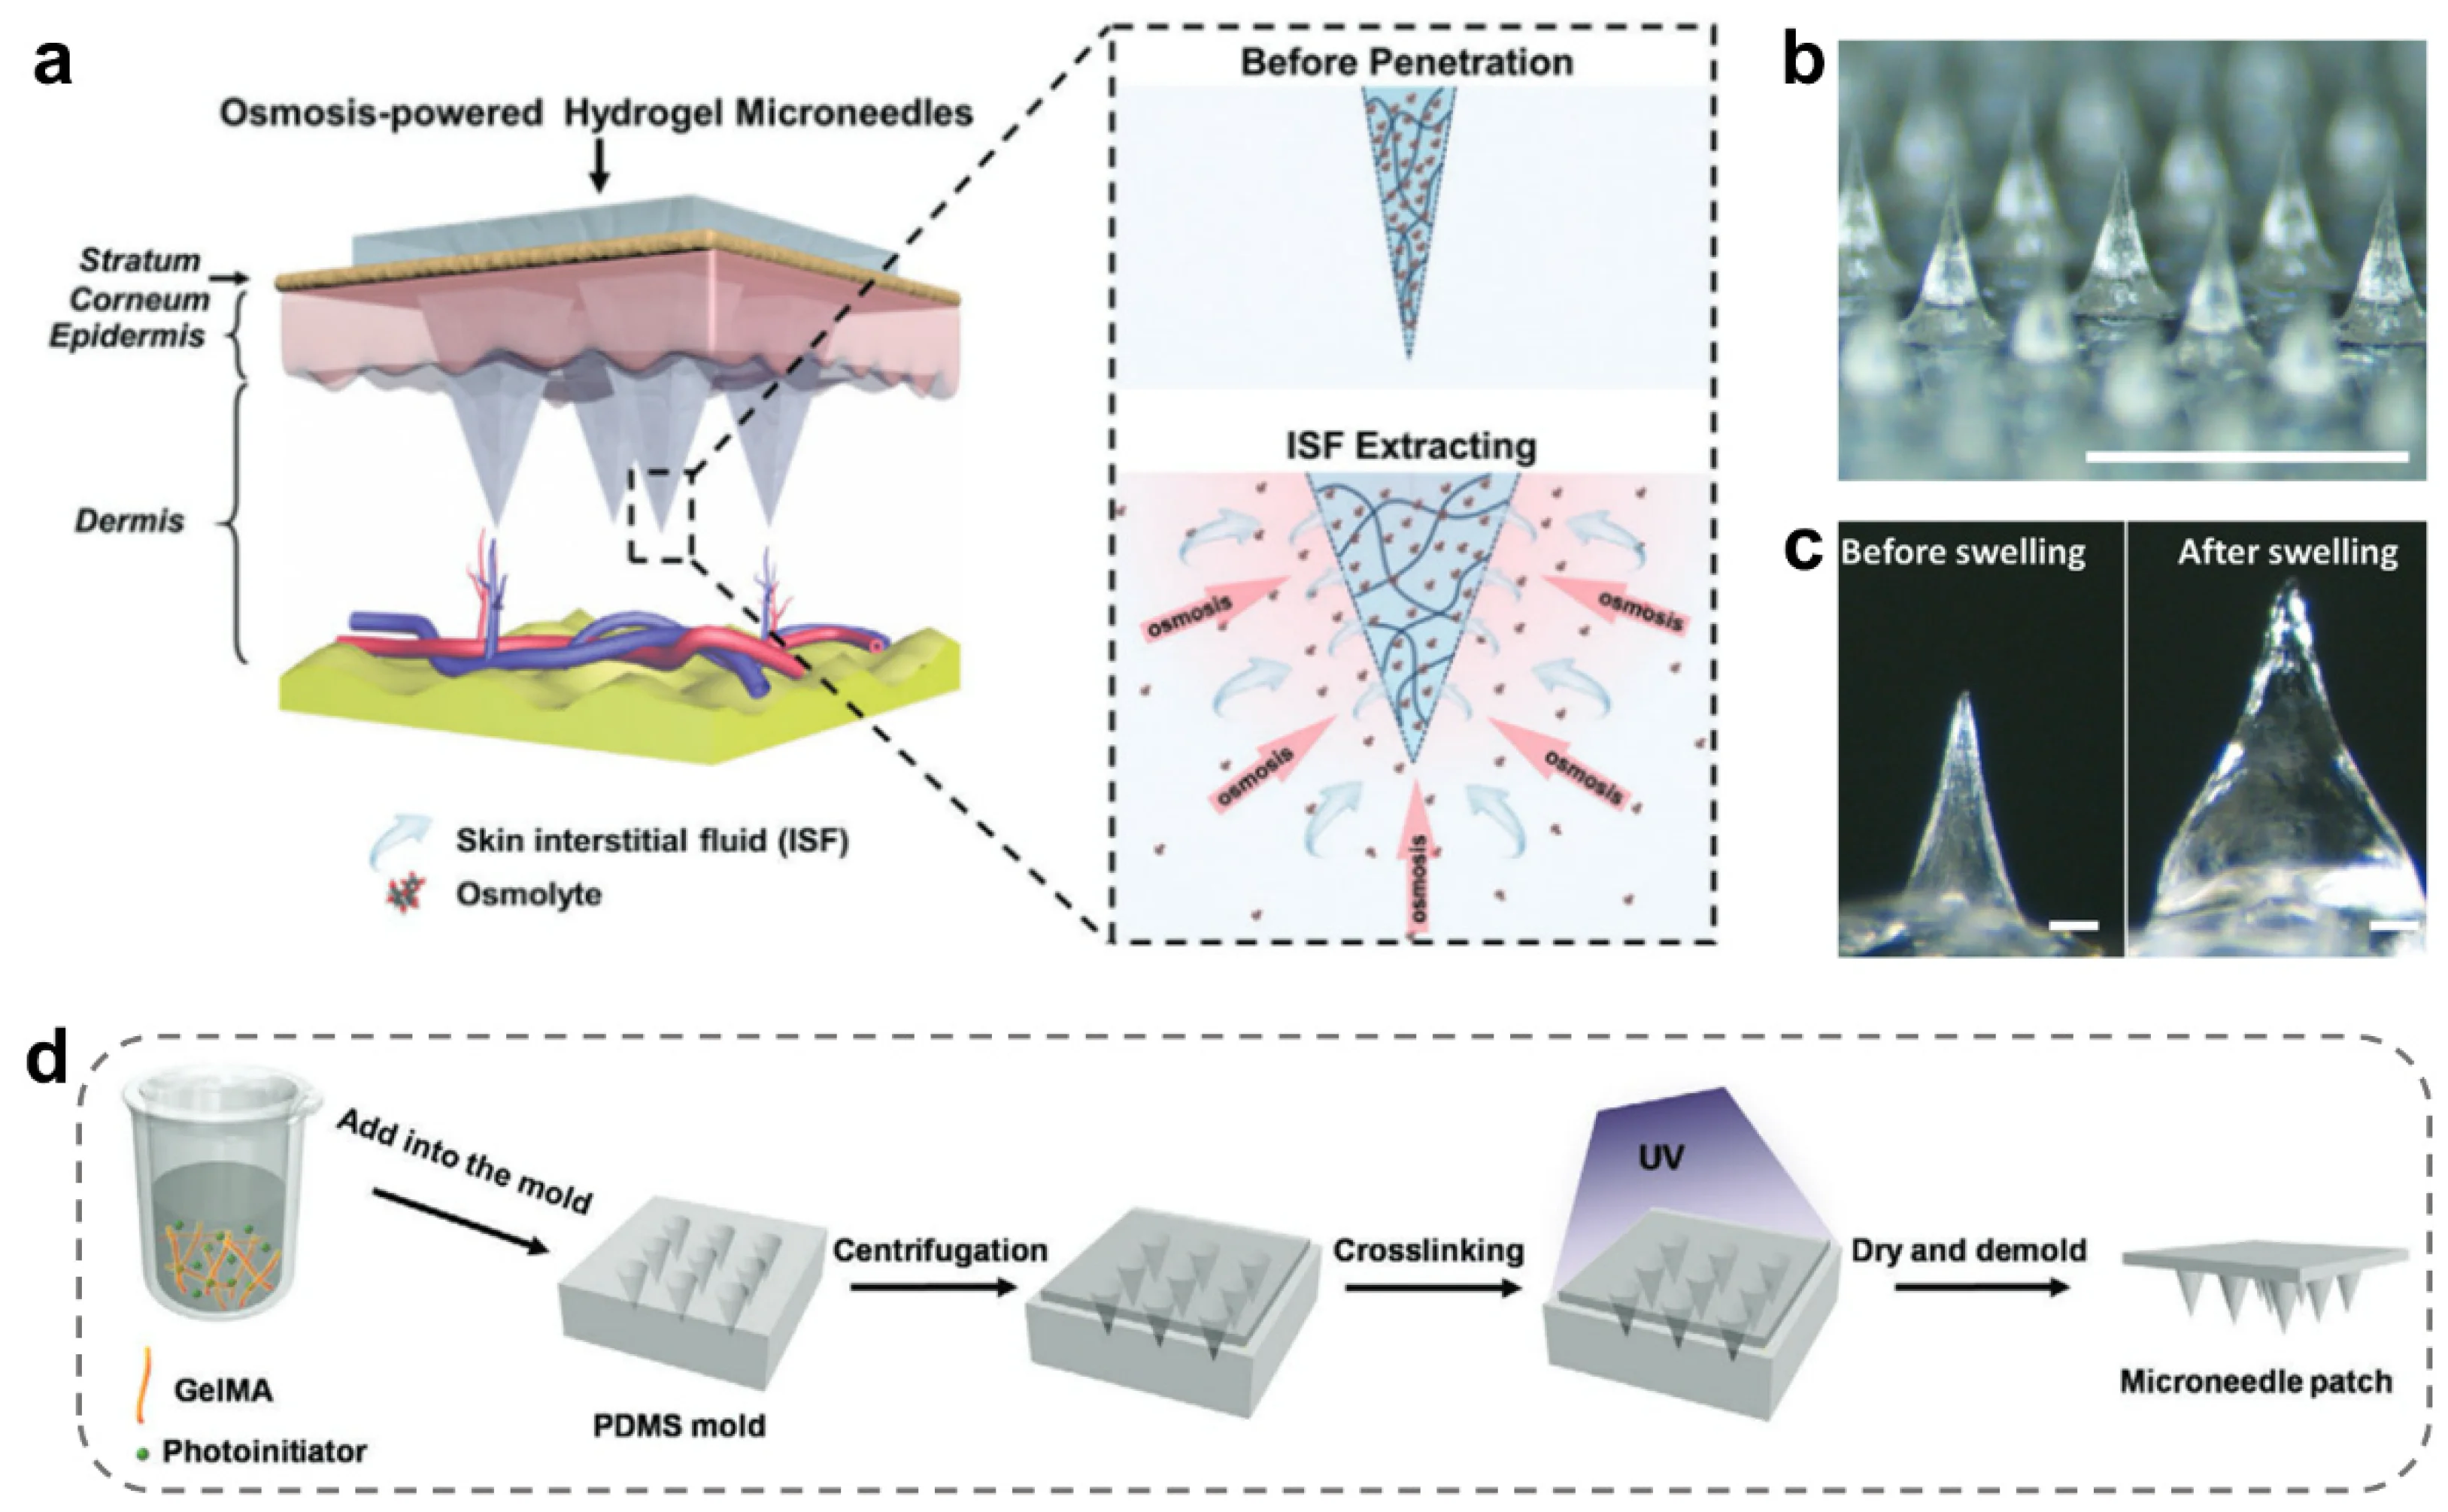 a
Osmosis-powered Hydrogel Microneedles
Stratum
Corneum
Epidermis
Dermis
Skin interstitial fluid (ISF)
Osmolyte
Before Penetration
ISF Extracting
osmosis
osmosis
osmosis
osmosis
osmosis
b
c
Before swelling
After swelling
d
Add into the mold
GelMA
Photoinitiator
PDMS mold
Centrifugation
Crosslinking
UV
Dry and demold
Microneedle patch